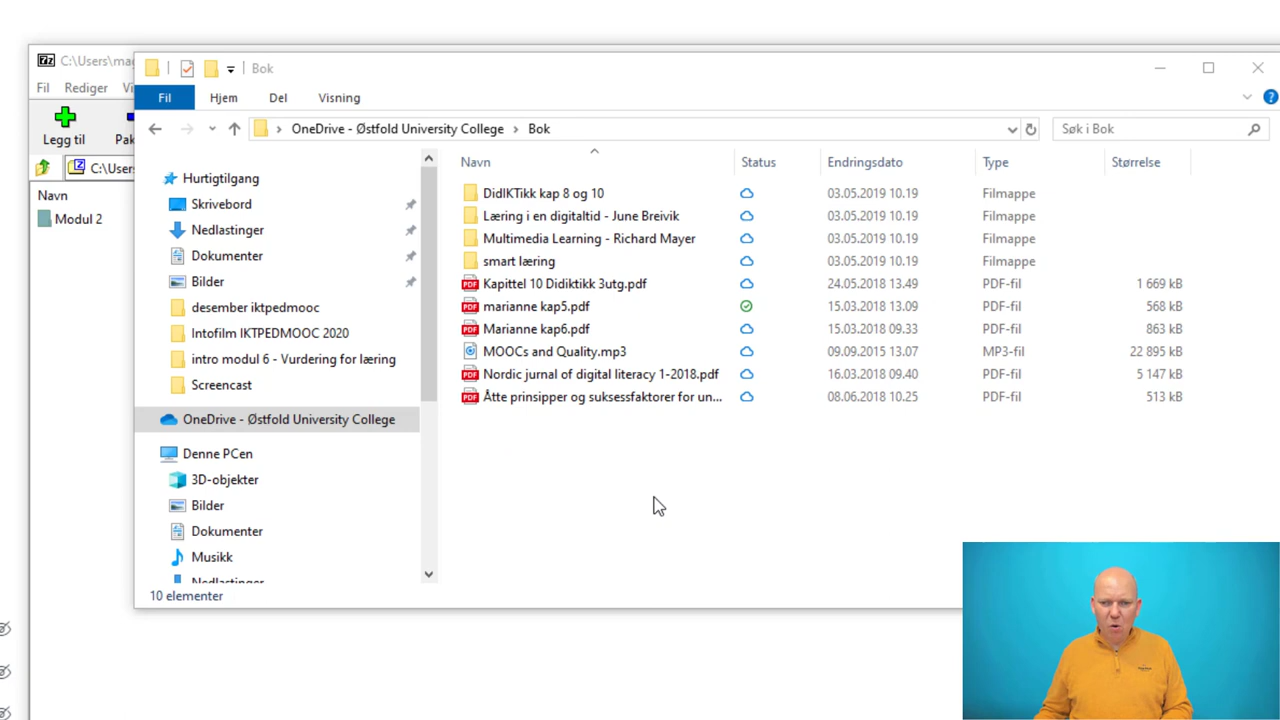 C:\Users\mag
Fil Rediger Vi
Legg til Pak
C:\Users
Navn
Modul 2
Bok
Fil Hjem Del Visning
OneDrive - Østfold University College > Bok
Søk i Bok
Hurtigtilgang
Skrivebord
Nedlastinger
Dokumenter
Bilder
desember iktpedmooc
Intofilm IKTPEDMOOC 2020
intro modul 6 - Vurdering for læring
Screencast
OneDrive - Østfold University College
Denne PCen
3D-objekter
Bilder
Dokumenter
Musikk
Nedlastinger
Navn Status Endringsdato Type Størrelse
DidIKTikk kap 8 og 10 03.05.2019 10.19 Filmappe
Læring i en digitaltid - June Breivik 03.05.2019 10.19 Filmappe
Multimedia Learning - Richard Mayer 03.05.2019 10.19 Filmappe
smart læring 03.05.2019 10.19 Filmappe
PDF Kapittel 10 Didiktikk 3utg.pdf 24.05.2018 13.49 PDF-fil 1 669 kB
PDF marianne kap5.pdf 15.03.2018 13.09 PDF-fil 568 kB
PDF Marianne kap6.pdf 15.03.2018 09.33 PDF-fil 863 kB
MOOCs and Quality.mp3 09.09.2015 13.07 MP3-fil 22 895 kB
PDF Nordic jurnal of digital literacy 1-2018.pdf 16.03.2018 09.40 PDF-fil 5 147 kB
PDF Åtte prinsipper og suksessfaktorer for un... 08.06.2018 10.25 PDF-fil 513 kB
10 elementer